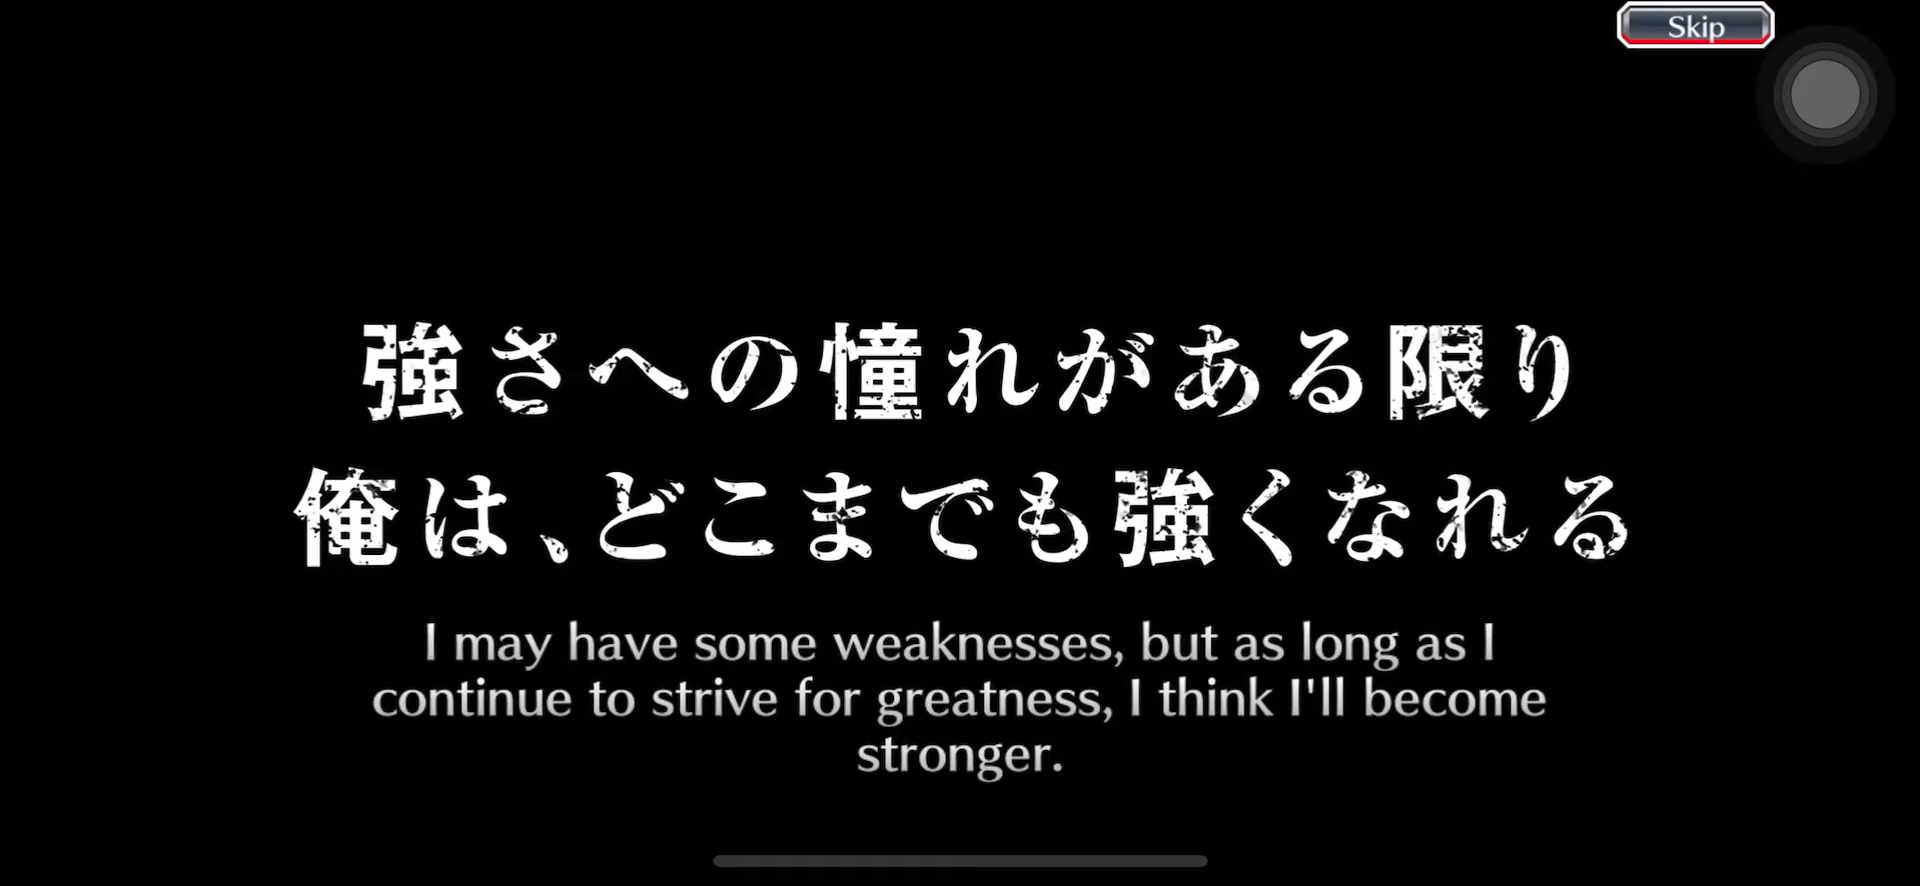 Skip
強さへの憧れがある限り
俺は、どこまでも強くなれる
I may have some weaknesses, but as long as I
continue to strive for greatness, I think I'll become
stronger.